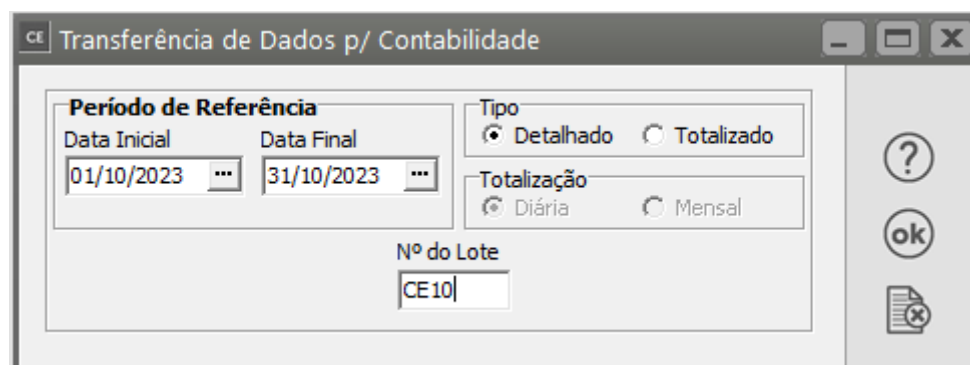 CE Transferência de Dados p/ Contabilidade
Período de Referência
Data Inicial Data Final
01/10/2023 ... 31/10/2023 ...
Tipo
Detalhado Totalizado
Totalização
Diária Mensal
Nº do Lote
CE10
?
ok